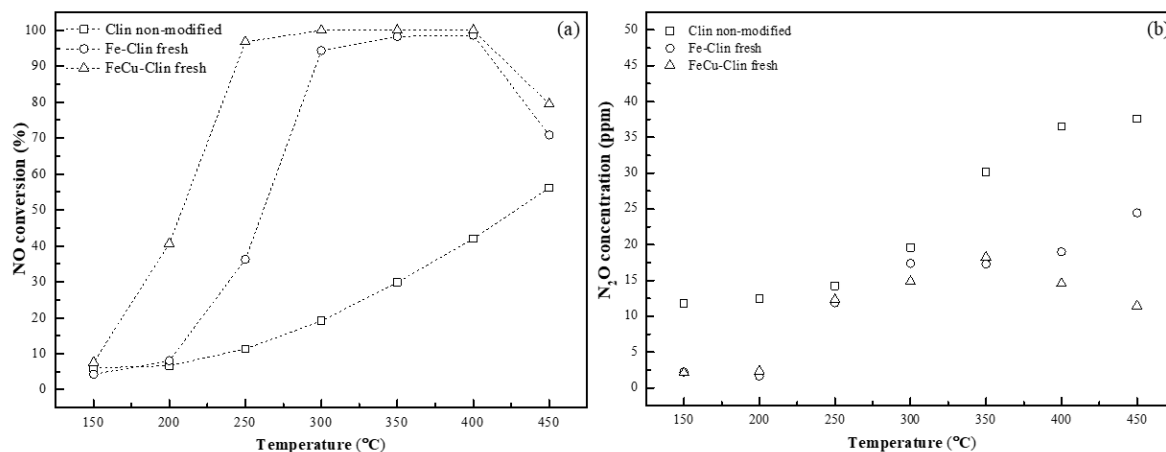 (a)
Clin non-modified
Fe-Clin fresh
FeCu-Clin fresh
NO conversion (%)
100
90
80
70
60
50
40
30
20
10
0
150 200 250 300 350 400 450
Temperature (°C)
(b)
Clin non-modified
Fe-Clin fresh
FeCu-Clin fresh
N₂O concentration (ppm)
50
45
40
35
30
25
20
15
10
5
0
150 200 250 300 350 400 450
Temperature (°C)